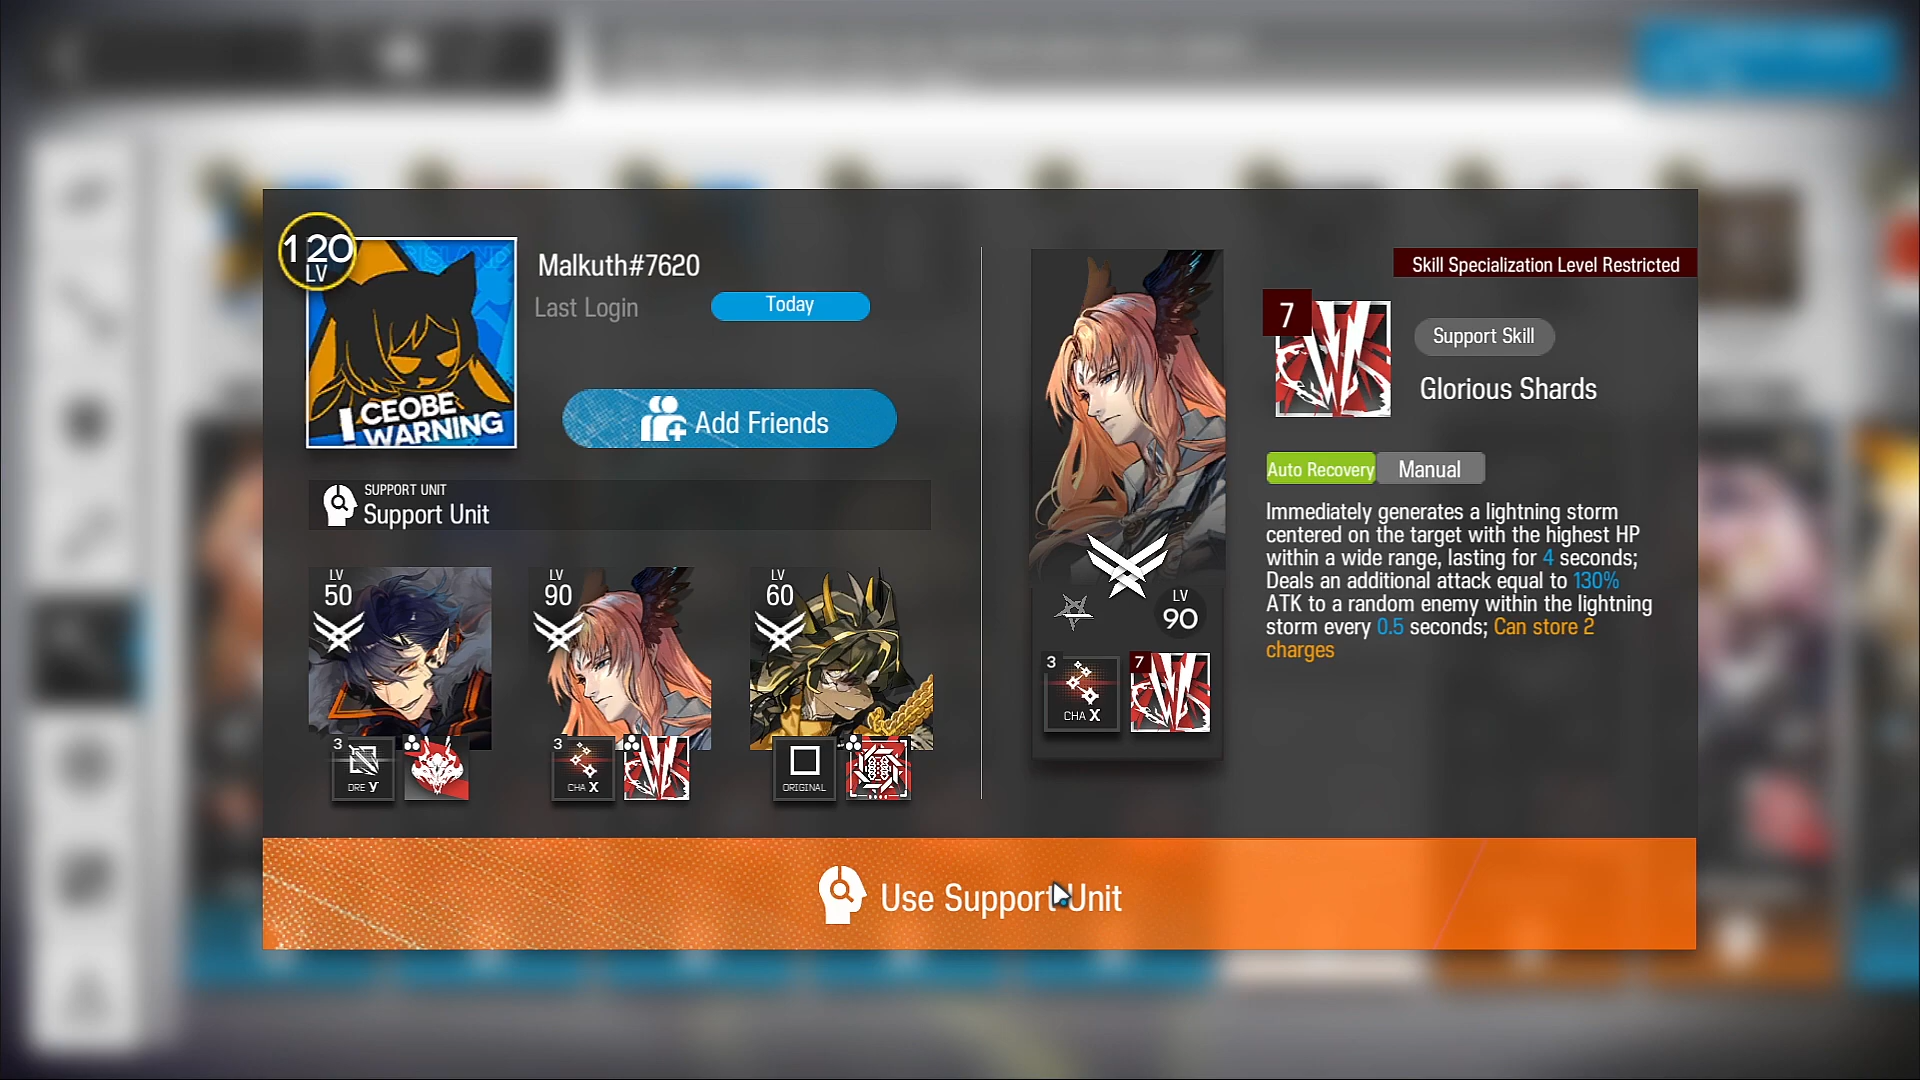 120
LV
I CEOBE
WARNING
Malkuth#7620
Last Login
Today
Add Friends
SUPPORT UNIT
Support Unit
LV
50
3
DRE Y
LV
90
3
CHA X
LV
60
ORIGINAL
LV
90
3
CHA X
7
Skill Specialization Level Restricted
7
Support Skill
Glorious Shards
Auto Recovery
Manual
Immediately generates a lightning storm
centered on the target with the highest HP
within a wide range, lasting for 4 seconds;
Deals an additional attack equal to 130%
ATK to a random enemy within the lightning
storm every 0.5 seconds; Can store 2
charges
Use Support Unit